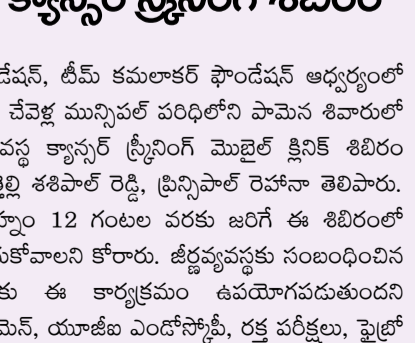 క్యాన్సర్ స్క్రీనింగ్ శిబిరం
డేషన్, టీమ్ కమలాకర్ ఫౌండేషన్ ఆధ్వర్యంలో
చేవెళ్ల మున్సిపల్ పరిధిలోని పామెన శివారులో
వస్థ క్యాన్సర్ స్క్రీనింగ్ మొబైల్ క్లినిక్ శిబిరం
శశిపాల్ రెడ్డి, ప్రిన్సిపాల్ రెహానా తెలిపారు.
హ్నం 12 గంటల వరకు జరిగే ఈ శిబిరంలో
కోవాలని కోరారు. జీర్ణవ్యవస్థకు సంబంధించిన
కు ఈ కార్యక్రమం ఉపయోగపడుతుందని
మెన్, యూజీఐ ఎండోస్కోపీ, రక్త పరీక్షలు, ఫైబ్రో